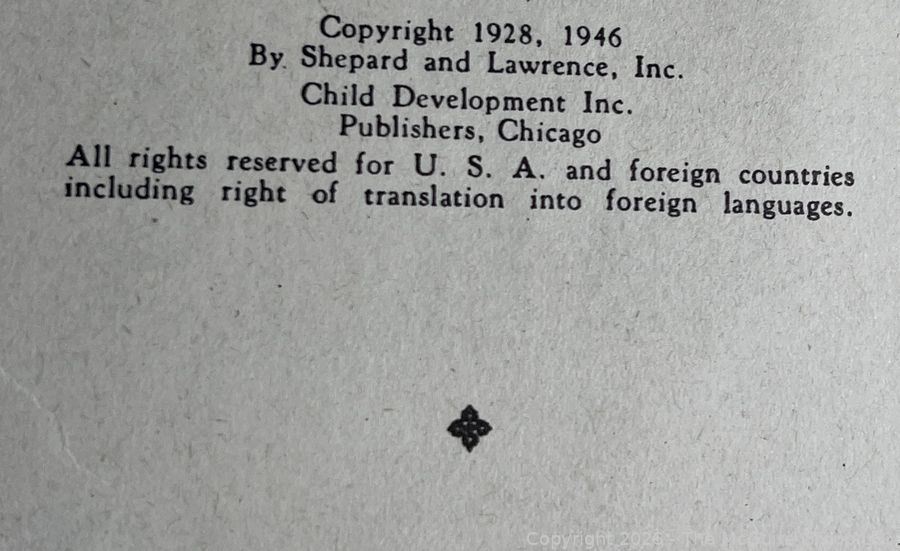 Copyright 1928, 1946
By Shepard and Lawrence, Inc.
Child Development Inc.
Publishers, Chicago
All rights reserved for U. S. A. and foreign countries
including right of translation into foreign languages.
Copyright The